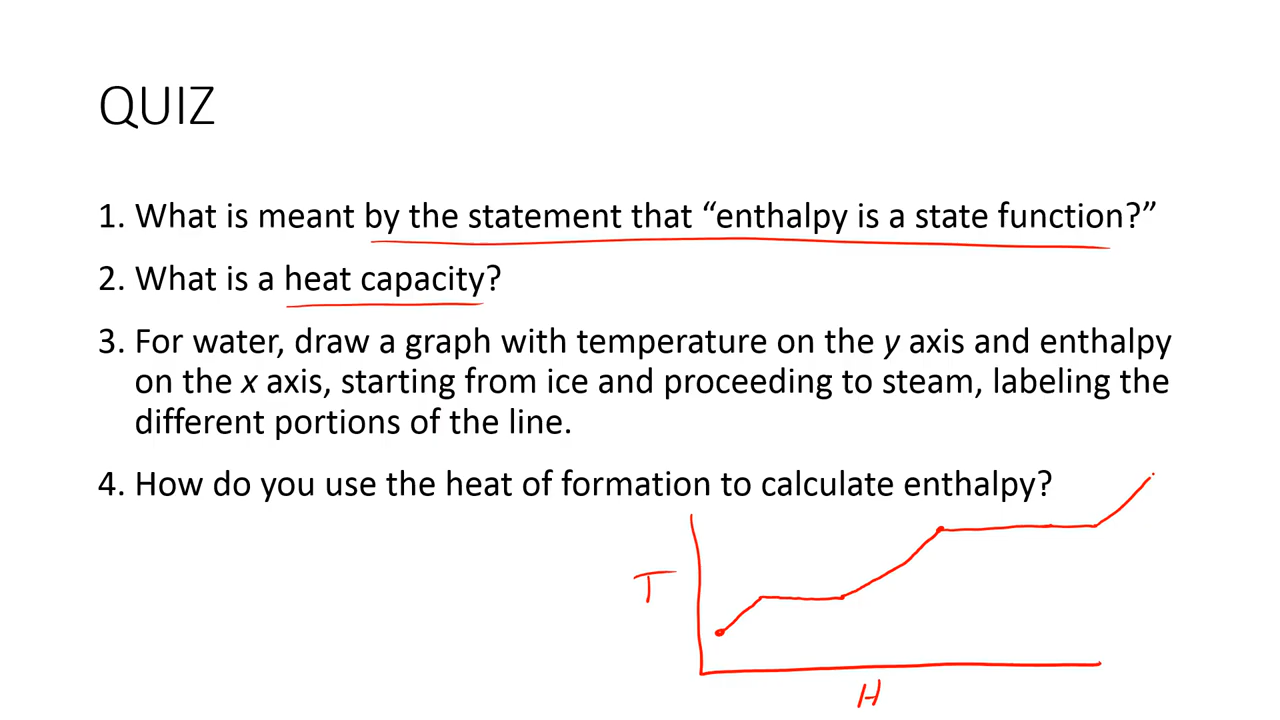 QUIZ
1. What is meant by the statement that “enthalpy is a state function?”
2. What is a heat capacity?
3. For water, draw a graph with temperature on the y axis and enthalpy
on the x axis, starting from ice and proceeding to steam, labeling the
different portions of the line.
4. How do you use the heat of formation to calculate enthalpy?
T
H